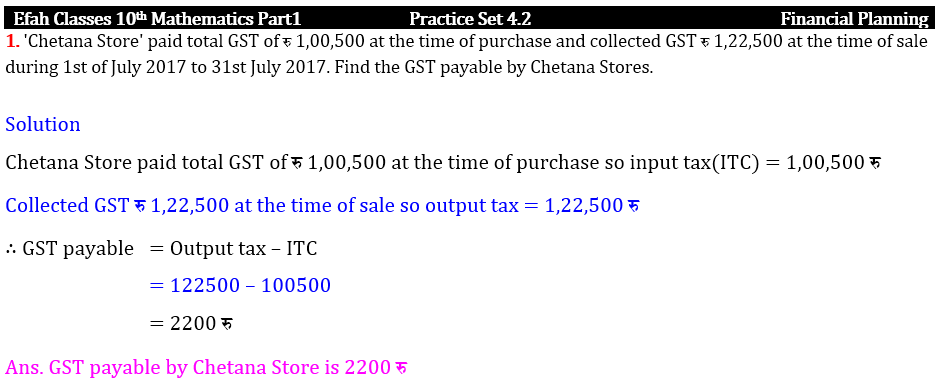 Efah Classes 10th Mathematics Part1 Practice Set 4.2 Financial Planning
1. 'Chetana Store' paid total GST of रु 1,00,500 at the time of purchase and collected GST रु 1,22,500 at the time of sale
during 1st of July 2017 to 31st July 2017. Find the GST payable by Chetana Stores.
Solution
Chetana Store paid total GST of रु 1,00,500 at the time of purchase so input tax(ITC) = 1,00,500 रु
Collected GST रु 1,22,500 at the time of sale so output tax = 1,22,500 रु
∴ GST payable = Output tax – ITC
= 122500 – 100500
= 2200 रु
Ans. GST payable by Chetana Store is 2200 रु